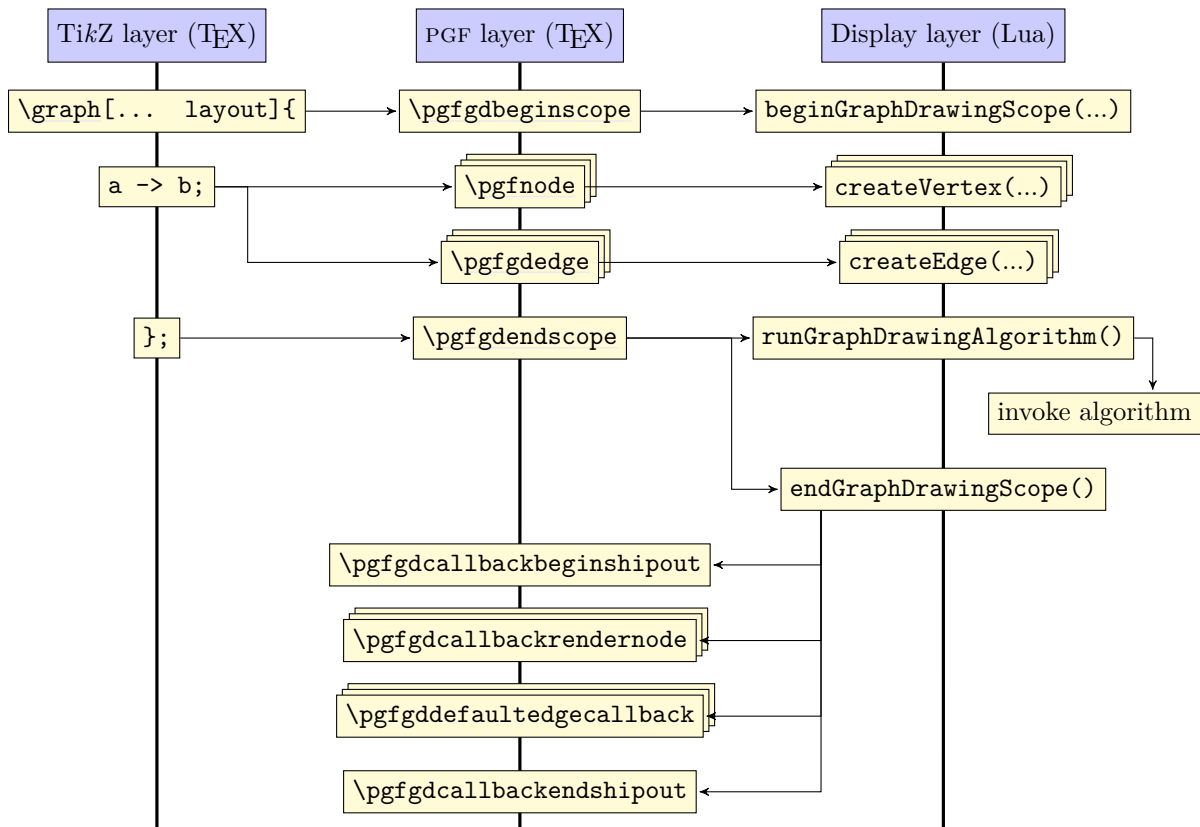 TikZ layer (TEX)
PGF layer (TEX)
Display layer (Lua)
\graph[... layout]{
\pgfgdbeginscope
beginGraphDrawingScope(...)
a -> b;
\pgfnode
createVertex(...)
\pgfgdedge
createEdge(...)
};
\pgfgdendscope
runGraphDrawingAlgorithm()
invoke algorithm
endGraphDrawingScope()
\pgfgdcallbackbeginshipout
\pgfgdcallbackrendernode
\pgfgddefaultedgecallback
\pgfgdcallbackendshipout